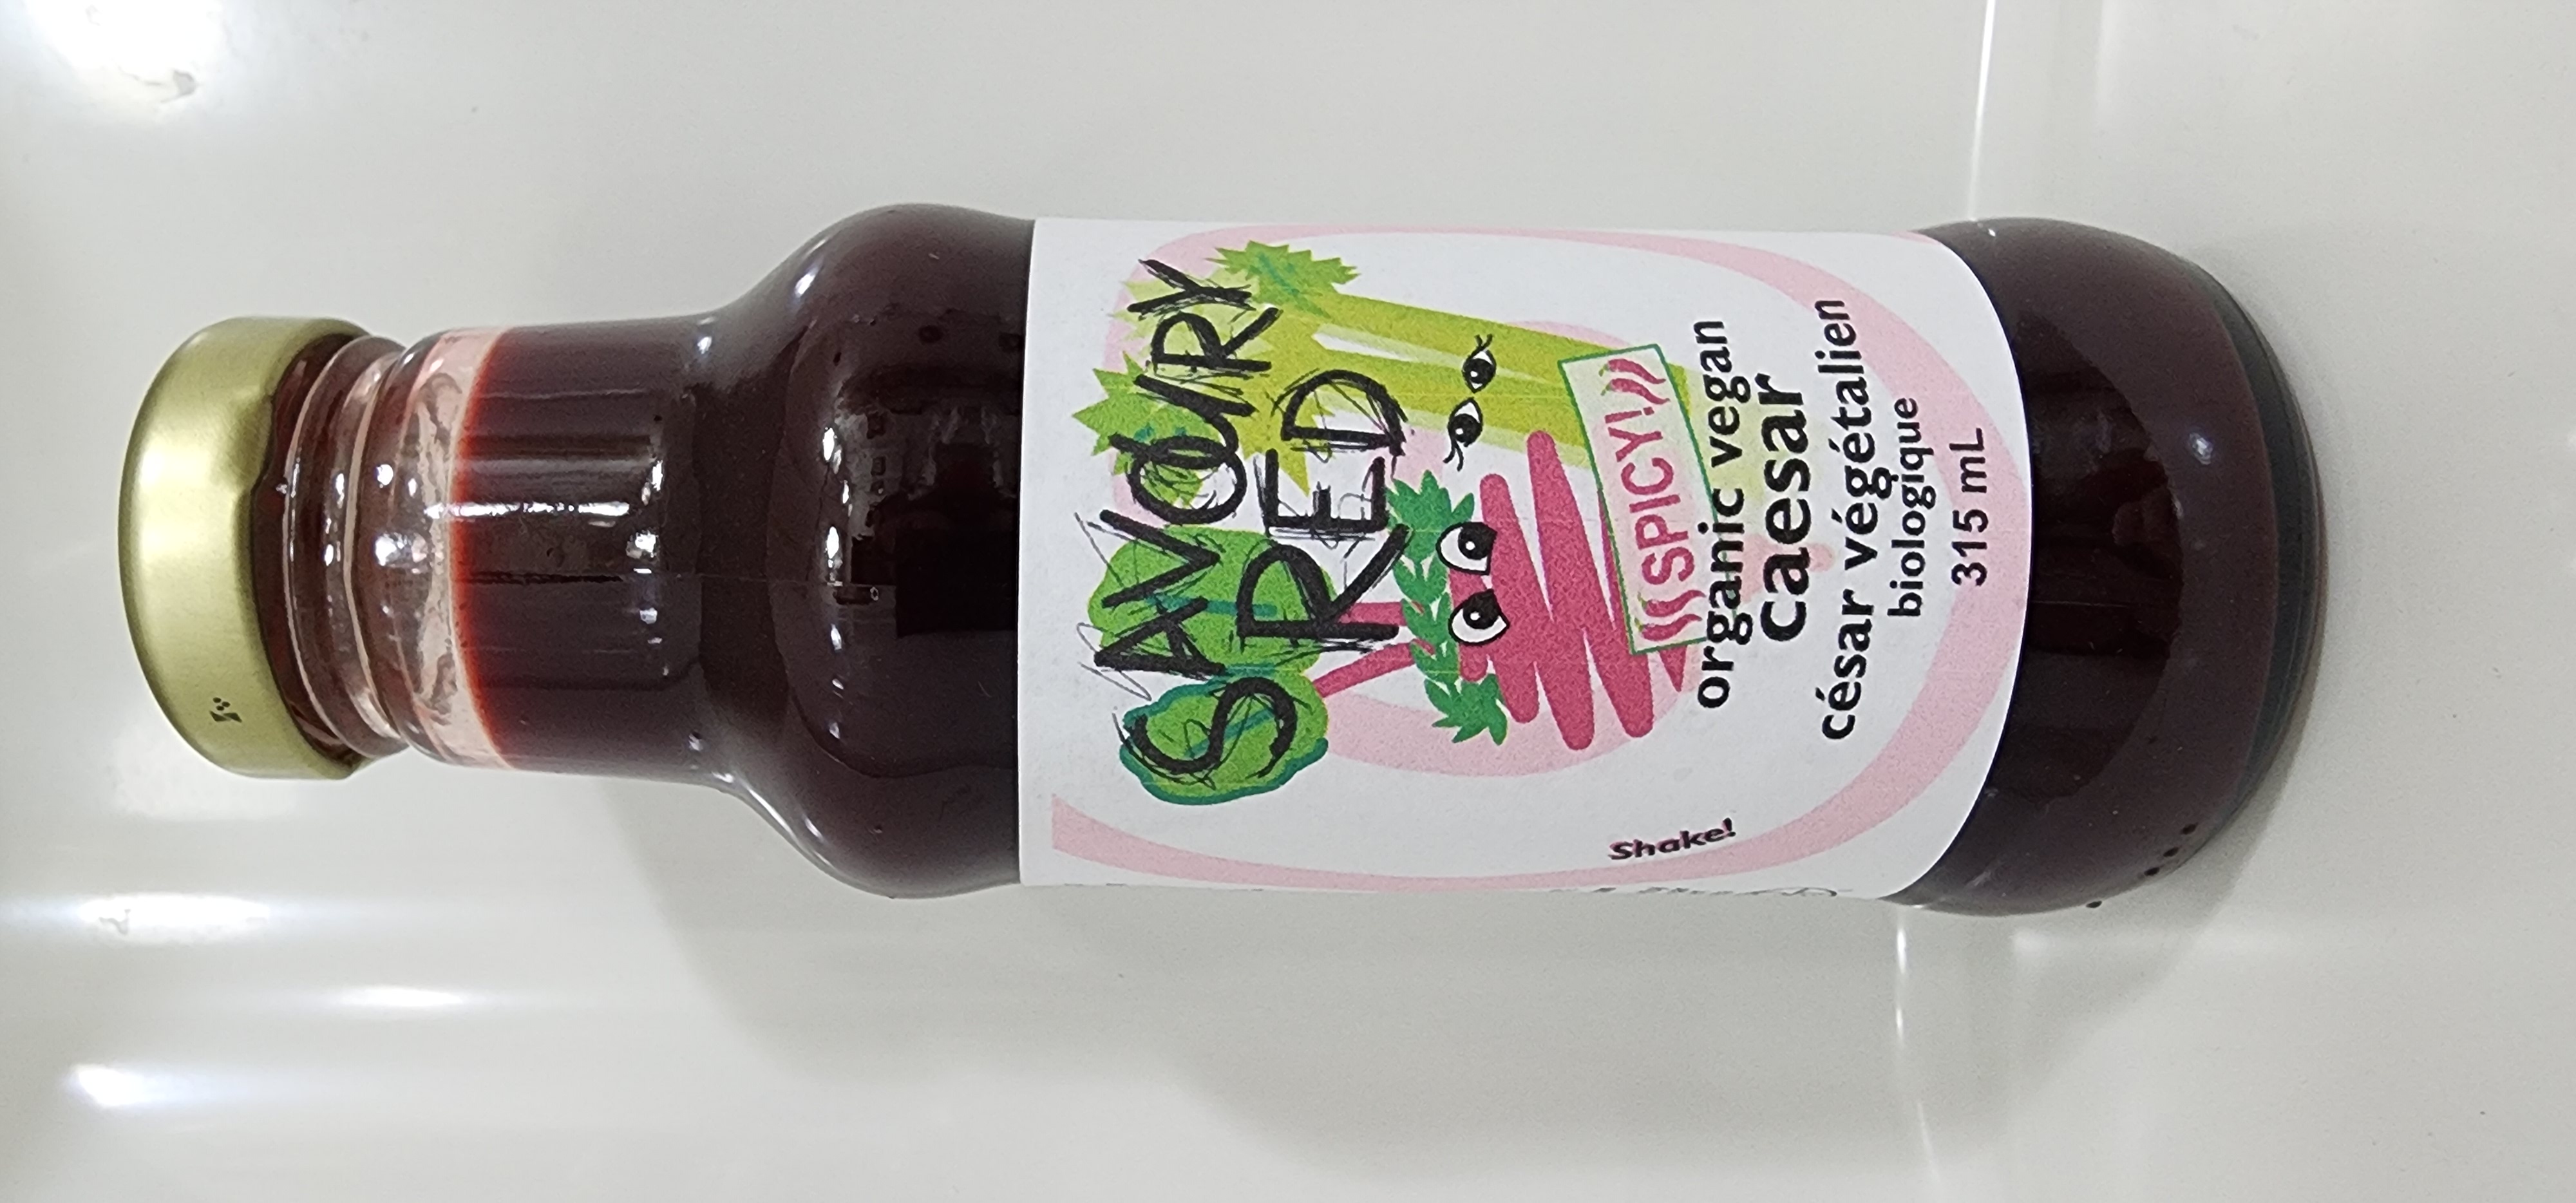 SAVOURY
RED
SPICY!
organic vegan
caesar
césar végétalien
biologique
315 mL
Shake!